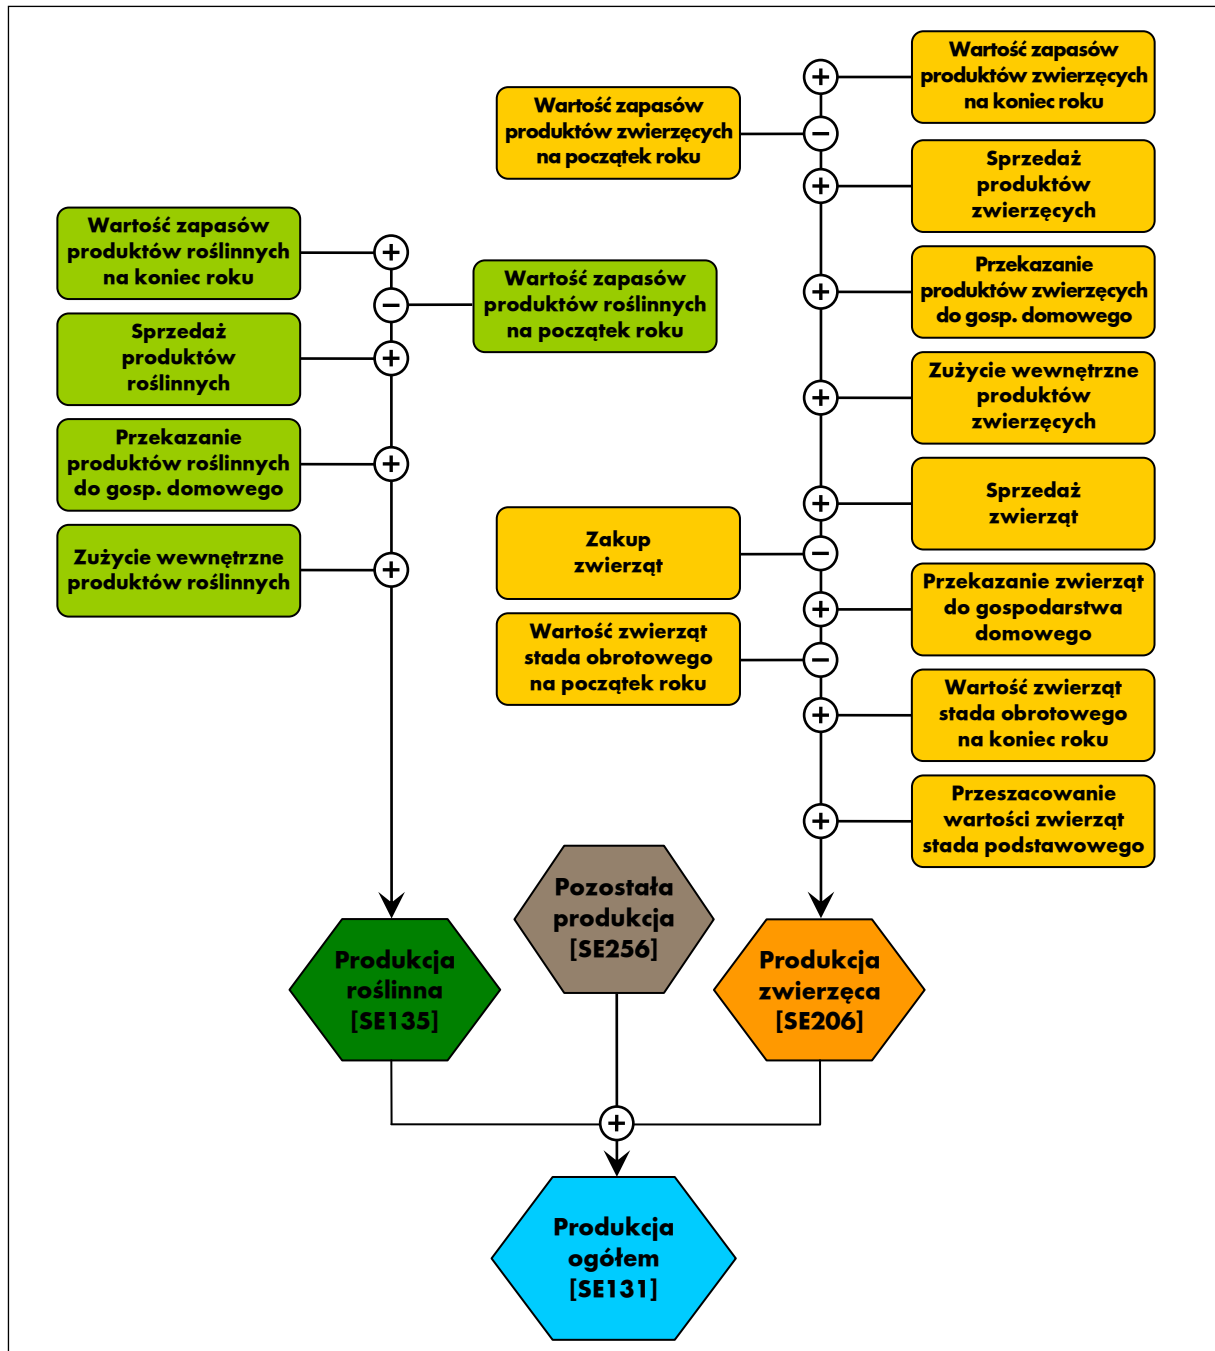 Wartość zapasów
produktów zwierzęcych
na koniec roku
Wartość zapasów
produktów zwierzęcych
na początek roku
Sprzedaż
produktów
zwierzęcych
Wartość zapasów
produktów roślinnych
na koniec roku
Przekazanie
produktów zwierzęcych
do gosp. domowego
Wartość zapasów
produktów roślinnych
na początek roku
Sprzedaż
produktów
roślinnych
Zużycie wewnętrzne
produktów
zwierzęcych
Przekazanie
produktów roślinnych
do gosp. domowego
Sprzedaż
zwierząt
Zakup
zwierząt
Zużycie wewnętrzne
produktów roślinnych
Przekazanie zwierząt
do gospodarstwa
domowego
Wartość zwierząt
stada obrotowego
na początek roku
Wartość zwierząt
stada obrotowego
na koniec roku
Przeszacowanie
wartości zwierząt
stada podstawowego
Pozostała
produkcja
[SE256]
Produkcja
roślinna
[SE135]
Produkcja
zwierzęca
[SE206]
Produkcja
ogółem
[SE131]